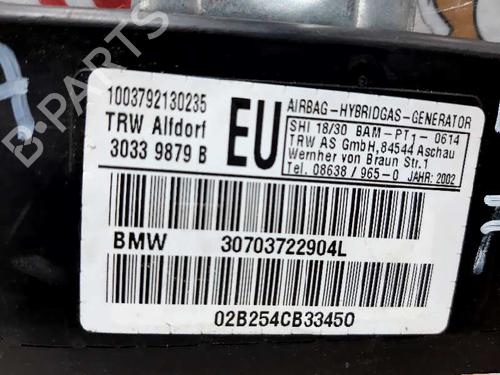 1003792130235
TRW Alfdorf
3033 9879 B
EU
AIRBAG-HYBRIDGAS-GENERATOR
SHI 18/30 BAM-PT1-0614
TRW AS GmbH,84544 Aschau
Wernher von Braun Str.1
Tel. 08638/965-0 JAHR: 2002
BMW 30703722904L
02B254CB33450
B-PARTS